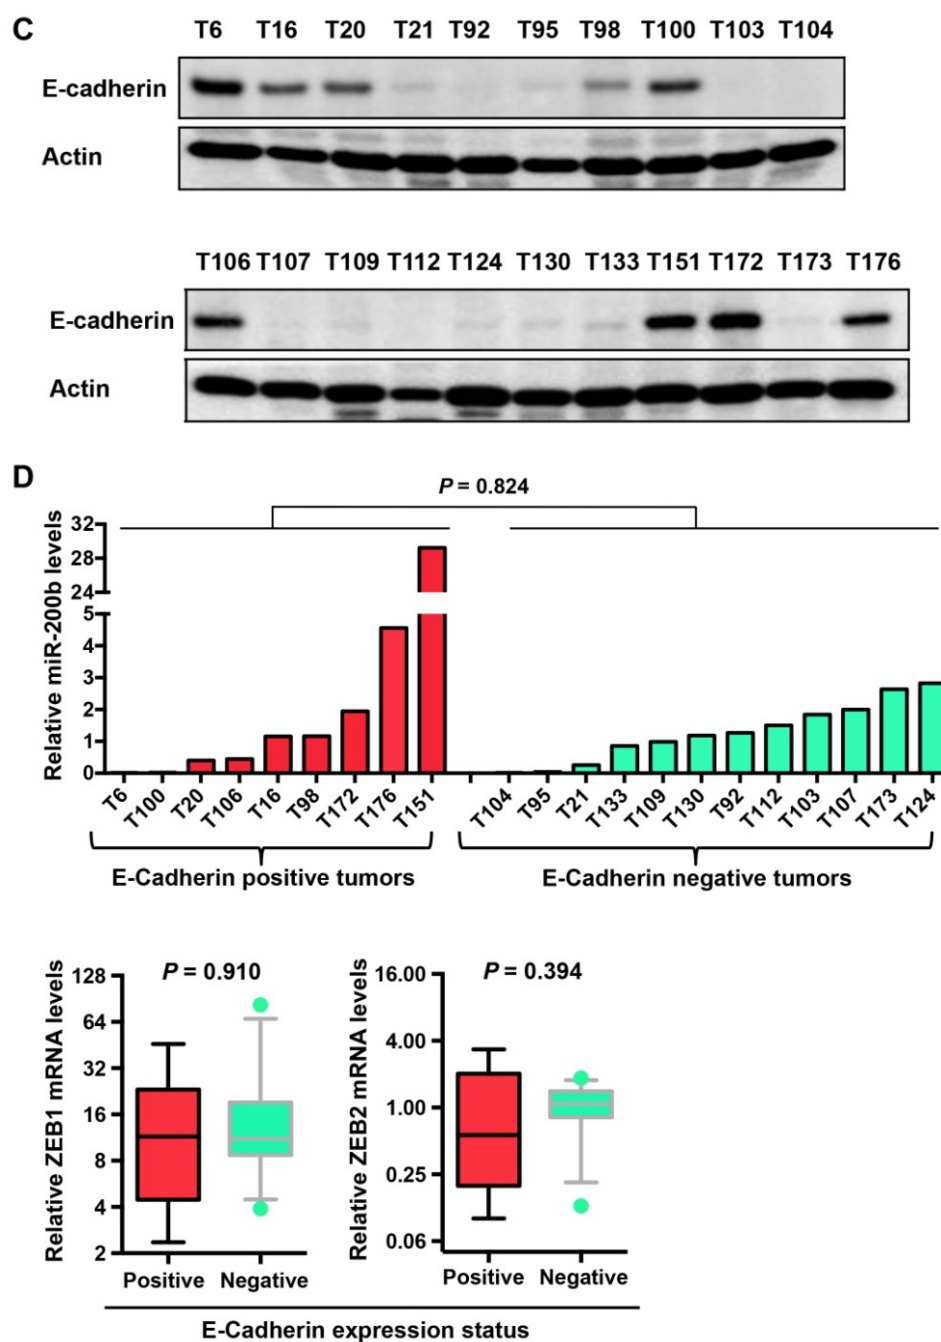 C
T6 T16 T20 T21 T92 T95 T98 T100 T103 T104
E-cadherin
Actin
T106 T107 T109 T112 T124 T130 T133 T151 T172 T173 T176
E-cadherin
Actin
D
P = 0.824
Relative miR-200b levels
32
28
24
5
4
3
2
1
0
T6 T100 T20 T106 T16 T98 T172 T176 T151 T104 T95 T21 T133 T109 T130 T92 T112 T103 T107 T173 T124
E-Cadherin positive tumors E-Cadherin negative tumors
Relative ZEB1 mRNA levels
P = 0.910
128
64
32
16
8
4
2
Positive Negative
Relative ZEB2 mRNA levels
P = 0.394
16.00
4.00
1.00
0.25
0.06
Positive Negative
E-Cadherin expression status